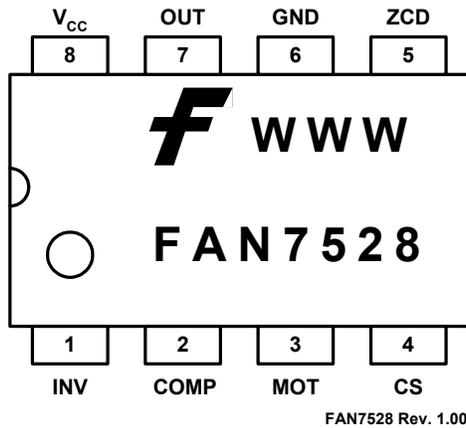 VCC OUT GND ZCD
8 7 6 5
WWW
FAN7528
1 2 3 4
INV COMP MOT CS
FAN7528 Rev. 1.00